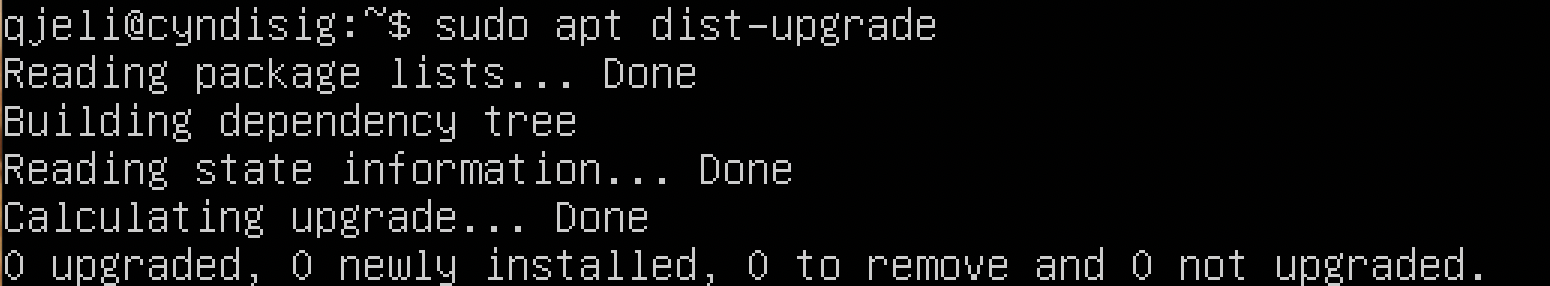 qjeli@cyndisig:~$ sudo apt dist-upgrade
Reading package lists... Done
Building dependency tree
Reading state information... Done
Calculating upgrade... Done
0 upgraded, 0 newly installed, 0 to remove and 0 not upgraded.